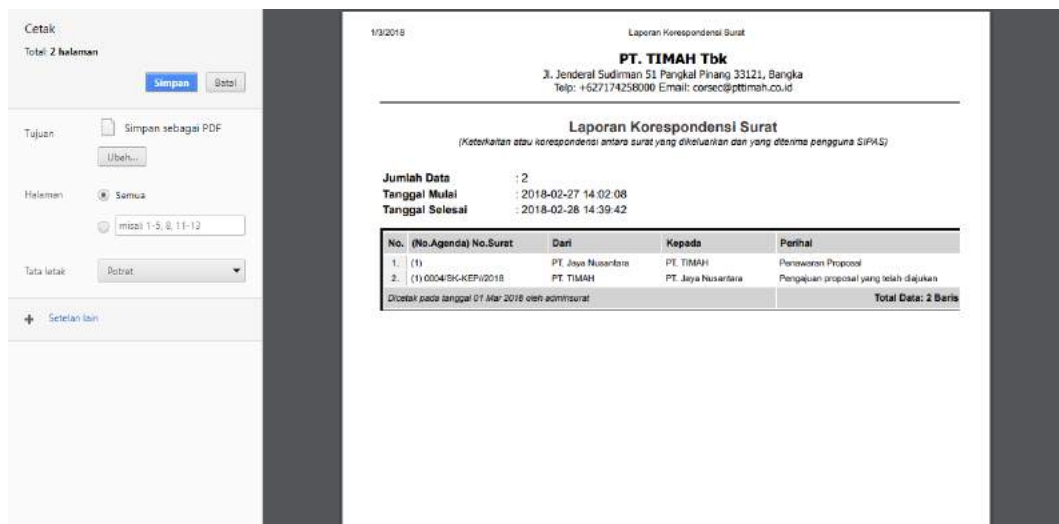 Cetak
Total: 2 halaman
Simpan
Batal
Tujuan
Simpan sebagai PDF
Ubah...
Halaman
Semua
misal: 1-5, 8, 11-13
Tata letak
Potret
Setelan lain
1/3/2018
Laporan Korespondensi Surat
PT. TIMAH Tbk
Jl. Jenderal Sudirman 51 Pangkal Pinang 33121, Bangka
Telp: +627174258000 Email: corsec@pttimah.co.id
Laporan Korespondensi Surat
(Keterkaitan atau korespondensi antara surat yang dikeluarkan dan yang diterima pengguna SIPAS)
Jumlah Data : 2
Tanggal Mulai : 2018-02-27 14:02:08
Tanggal Selesai : 2018-02-28 14:39:42
No. (No.Agenda) No.Surat Dari Kepada Perihal
1. (1) PT. Jaya Nusantara PT. TIMAH Penawaran Proposal
2. (1) 0004/SK-KEP/I/2018 PT. TIMAH PT. Jaya Nusantara Pengajuan proposal yang telah diajukan
Dicetak pada tanggal 01 Mar 2018 oleh adminsurat Total Data: 2 Baris